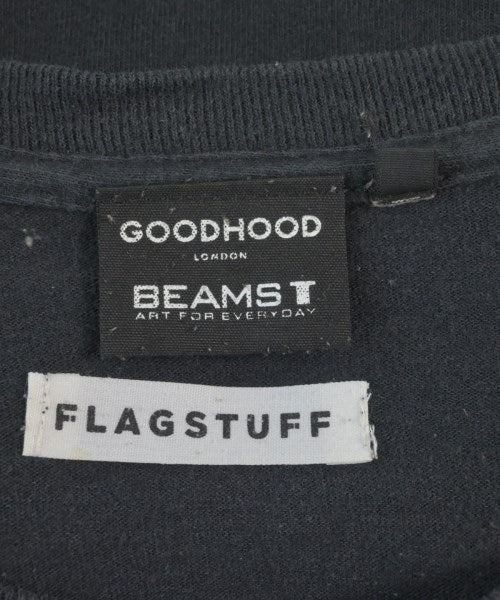 GOODHOOD
LONDON
BEAMS T
ART FOR EVERYDAY
FLAGSTUFF